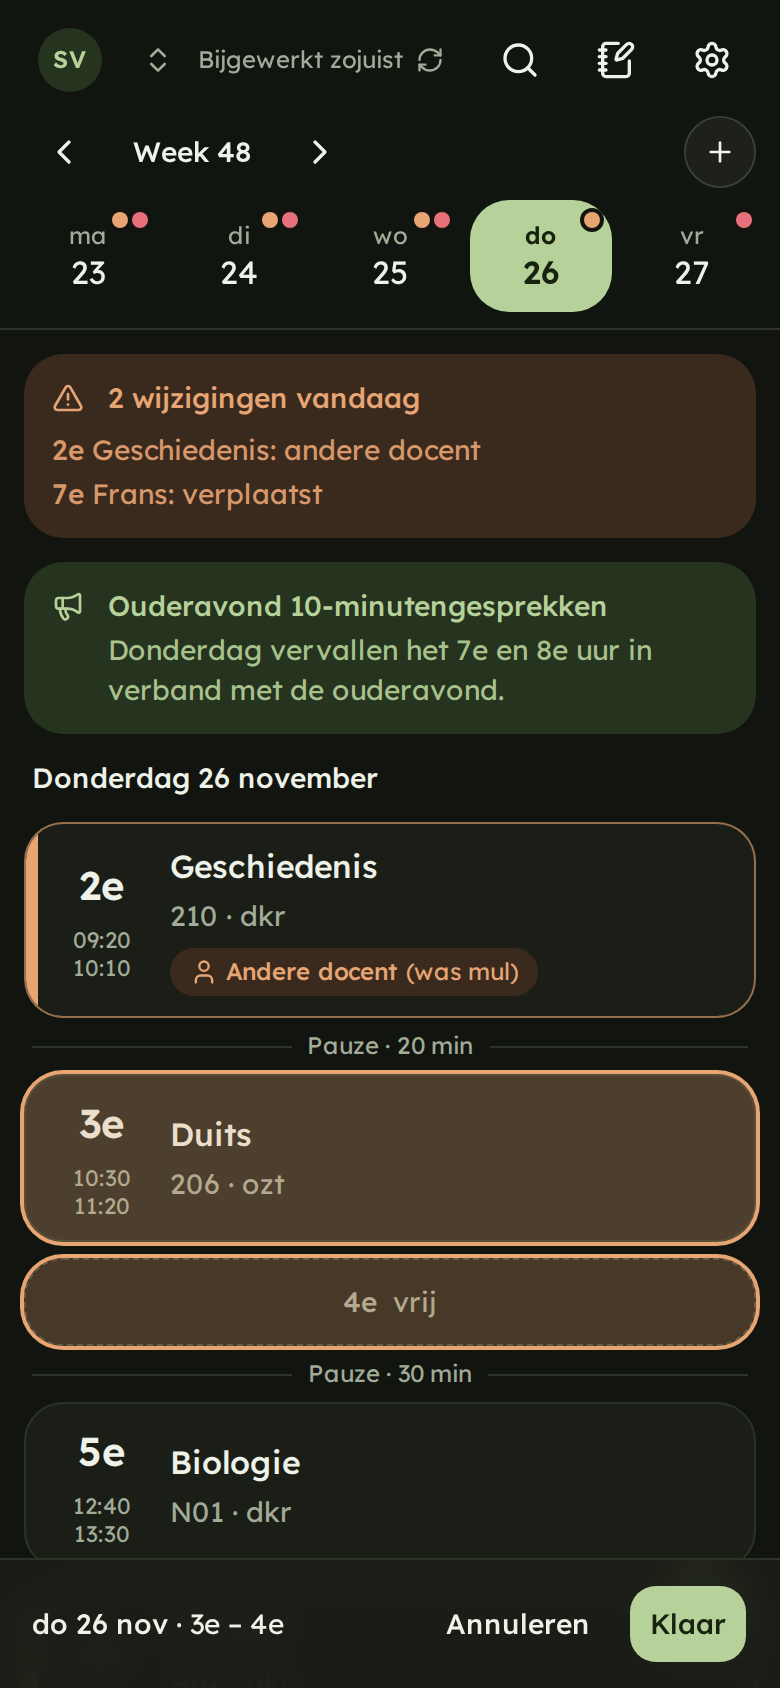 SV
Bijgewerkt zojuist
Week 48
ma
23
di
24
wo
25
do
26
vr
27
2 wijzigingen vandaag
2e Geschiedenis: andere docent
7e Frans: verplaatst
Ouderavond 10-minutengesprekken
Donderdag vervallen het 7e en 8e uur in
verband met de ouderavond.
Donderdag 26 november
2e
09:20
10:10
Geschiedenis
210 · dkr
Andere docent (was mul)
Pauze · 20 min
3e
10:30
11:20
Duits
206 · ozt
4e vrij
Pauze · 30 min
5e
12:40
13:30
Biologie
N01 · dkr
do 26 nov · 3e – 4e
Annuleren
Klaar